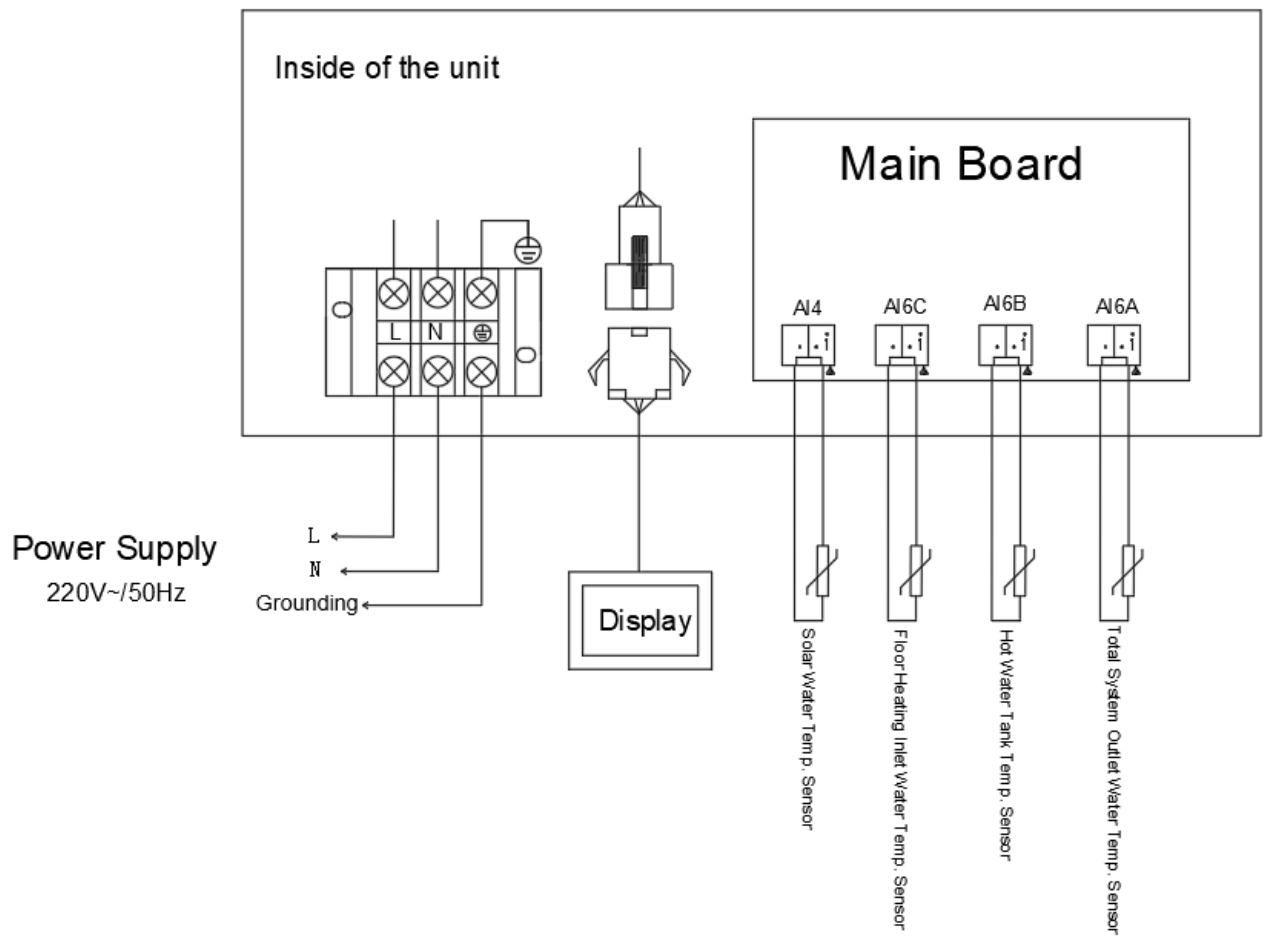 Inside of the unit
Main Board
AI4
AI6C
AI6B
AI6A
L
N
Power Supply
220V~/50Hz
L
N
Grounding
Display
Solar Water Temp. Sensor
Floor Heating Inlet Water Temp. Sensor
Hot Water Tank Temp. Sensor
Total System Outlet Water Temp. Sensor